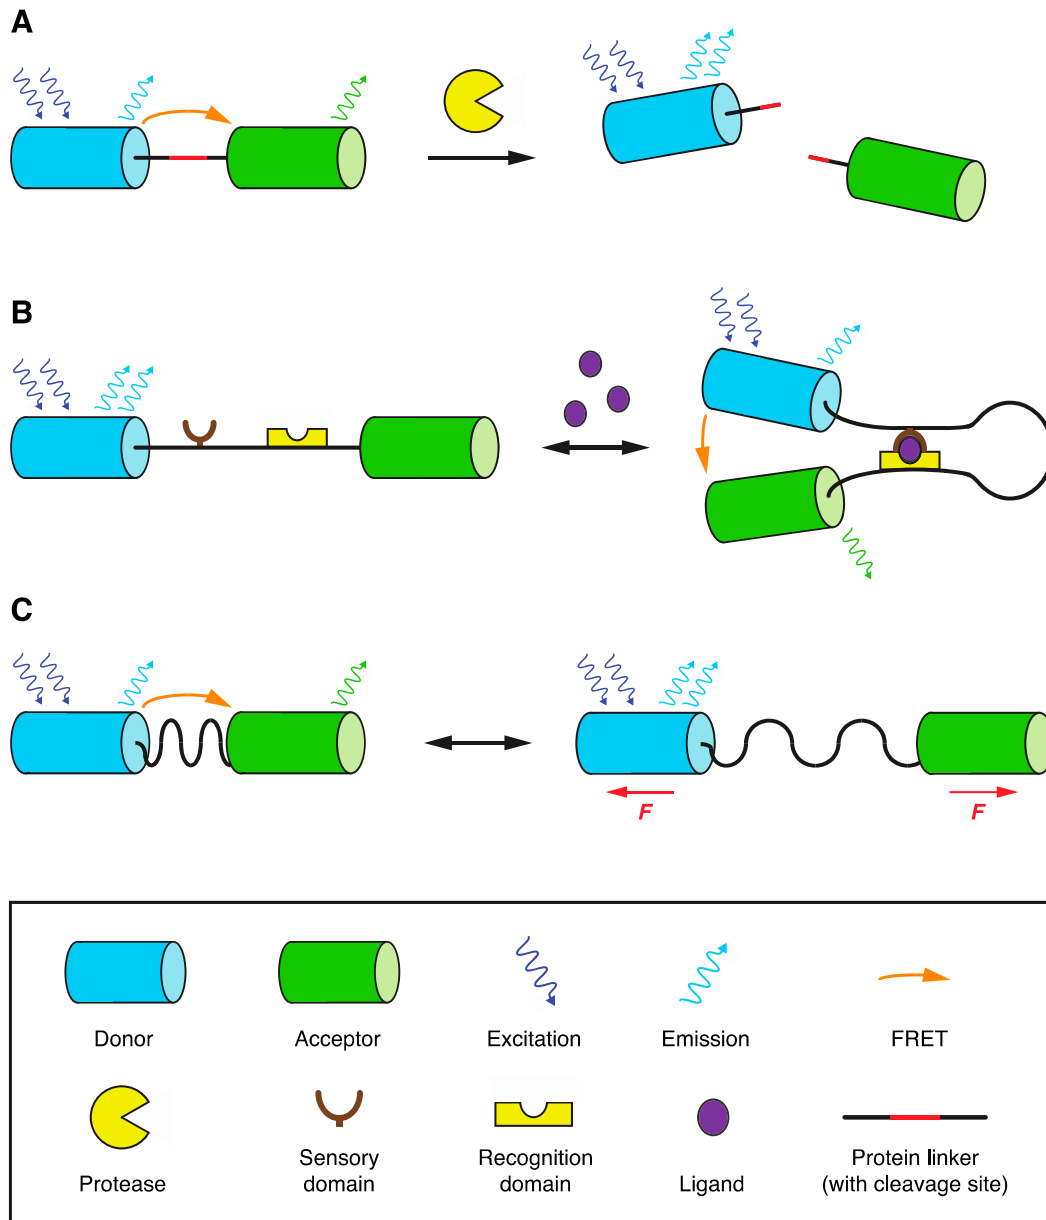 A
B
C
F
F
Donor
Acceptor
Excitation
Emission
FRET
Protease
Sensory
domain
Recognition
domain
Ligand
Protein linker
(with cleavage site)